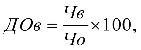 ДОв = Чв/Чо × 100,